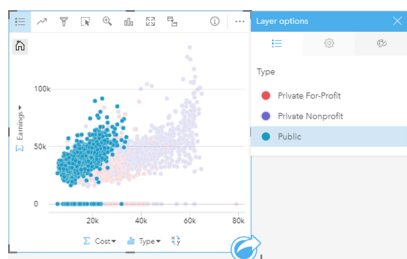 Layer options
Type
Private For-Profit
Private Nonprofit
Public
Earnings
100k
50k
0
20k
40k
60k
80k
Cost
Type